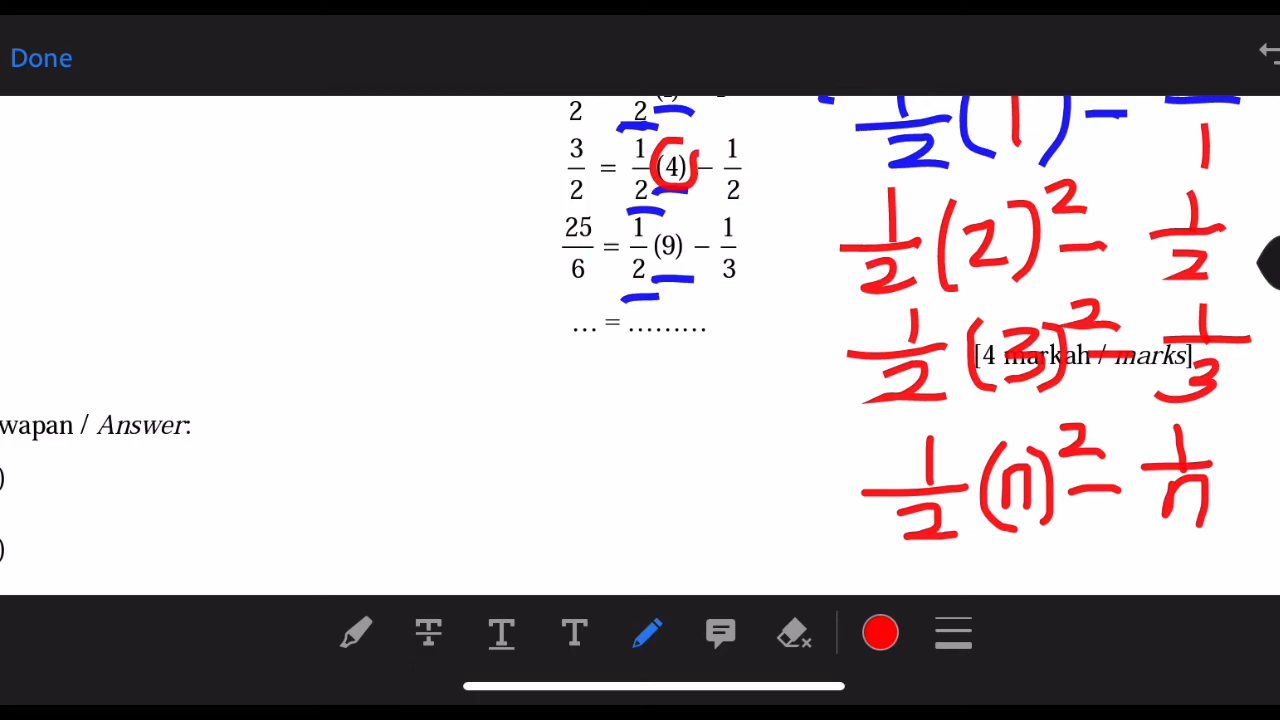 Done
2 2
3/2 = 1/2 (4) − 1/2
25/6 = 1/2 (9) − 1/3
… = ………
[4 markah / marks]
wapan / Answer:
)
)
1/2 (1) − 1
1/2 (2)² − 1/2
1/2 (3)² − 1/3
1/2 (n)² − 1/n
T T T